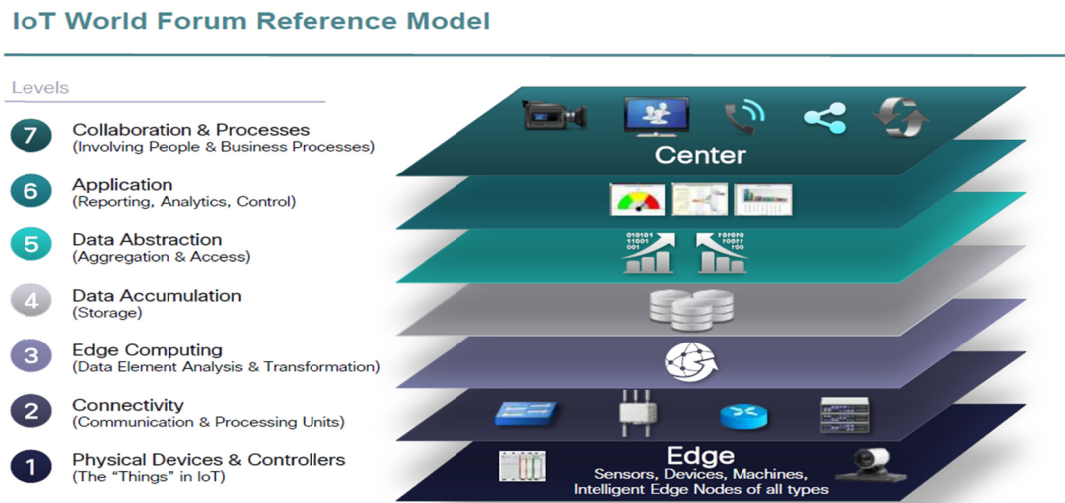 IoT World Forum Reference Model
Levels
7
Collaboration & Processes
(Involving People & Business Processes)
6
Application
(Reporting, Analytics, Control)
5
Data Abstraction
(Aggregation & Access)
4
Data Accumulation
(Storage)
3
Edge Computing
(Data Element Analysis & Transformation)
2
Connectivity
(Communication & Processing Units)
1
Physical Devices & Controllers
(The “Things” in IoT)
Center
010101
11001
001
Edge
Sensors, Devices, Machines,
Intelligent Edge Nodes of all types